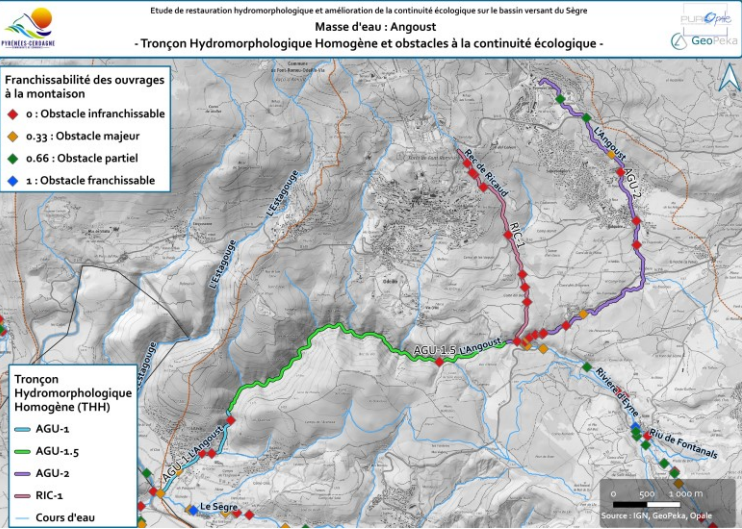 Etude de restauration hydromorphologique et amélioration de la continuité écologique sur le bassin versant du Sègre
Masse d'eau : Angoust
- Tronçon Hydromorphologique Homogène et obstacles à la continuité écologique -
PYRÉNÉES-CERDAGNE
GeoPeka
Franchissabilité des ouvrages
à la montaison
0 : Obstacle infranchissable
0.33 : Obstacle majeur
0.66 : Obstacle partiel
1 : Obstacle franchissable
L'Estagouge
L'Estagouge
Estagouge
Rec de Ricaud
RIC-1
L'Angoust
AGU-2
AGU-1.5
L'Angoust
AGU-1
L'Angoust
Rivière d'Eyne
Riu de Fontanals
Le Sègre
Tronçon
Hydromorphologique
Homogène (THH)
AGU-1
AGU-1.5
AGU-2
RIC-1
Cours d'eau
0 500 1 000 m
Source : IGN, GeoPeka, Opale